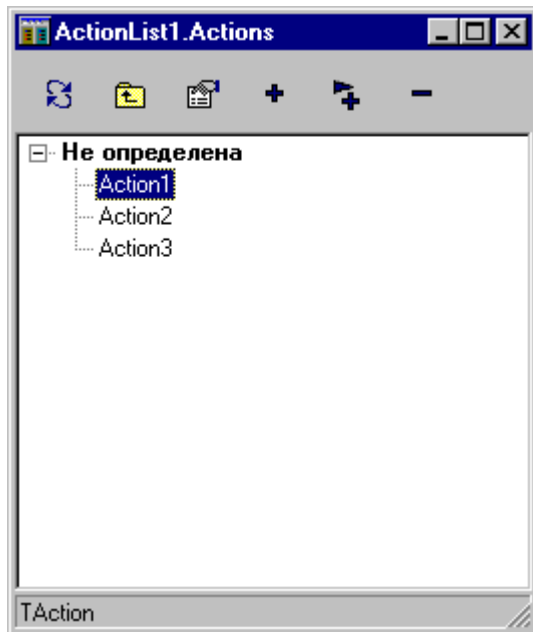 ActionList1.Actions
Не определена
Action1
Action2
Action3
TAction